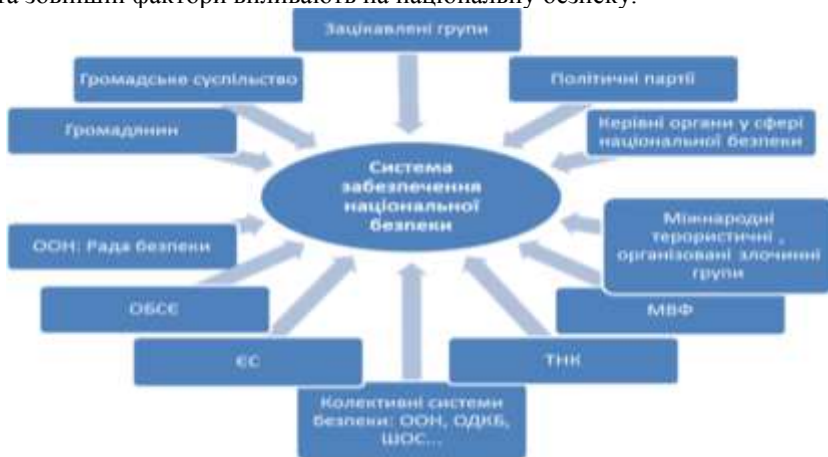 та зовнішні фактори впливають на національну безпеку.
Зацікавлені групи
Громадське суспільство
Політичні партії
Громадянин
Керівні органи у сфері
національної безпеки
Система
забезпечення
національної
безпеки
ООН: Рада безпеки
Міжнародні
терористичні ,
організовані злочинні
групи
ОБСЄ
МВФ
ЄС
ТНК
Колективні системи
безпеки: ООН, ОДКБ,
ШОС...